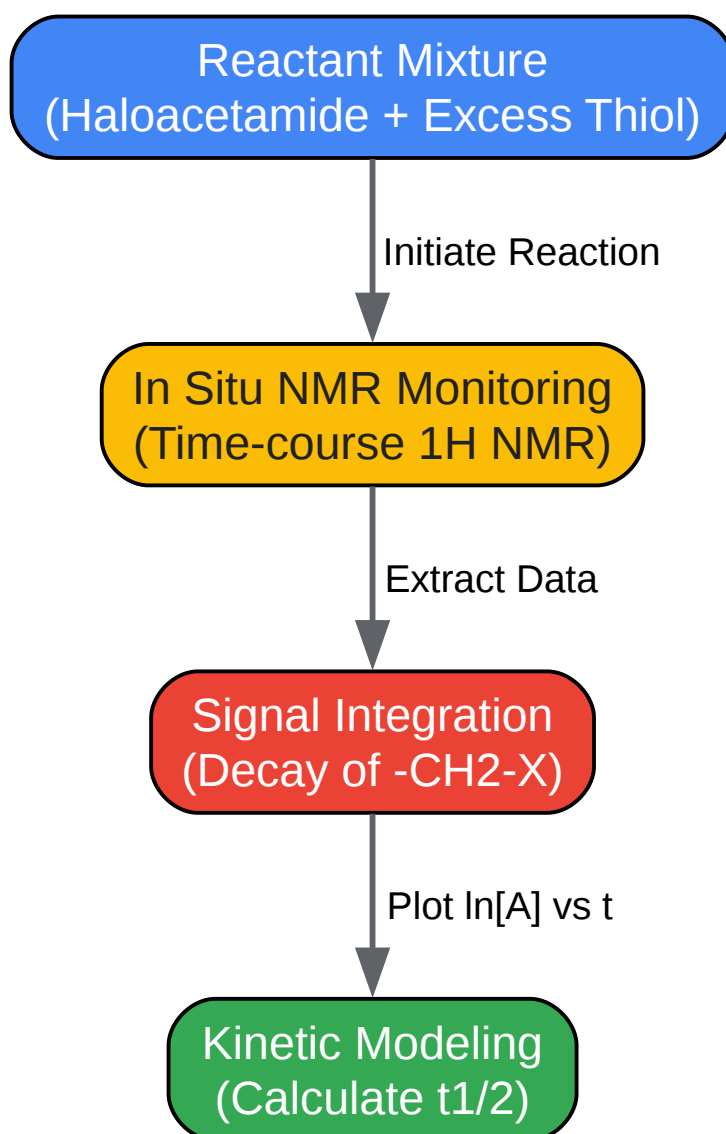 Reactant Mixture
(Haloacetamide + Excess Thiol)
Initiate Reaction
In Situ NMR Monitoring
(Time-course 1H NMR)
Extract Data
Signal Integration
(Decay of -CH2-X)
Plot ln[A] vs t
Kinetic Modeling
(Calculate t1/2)